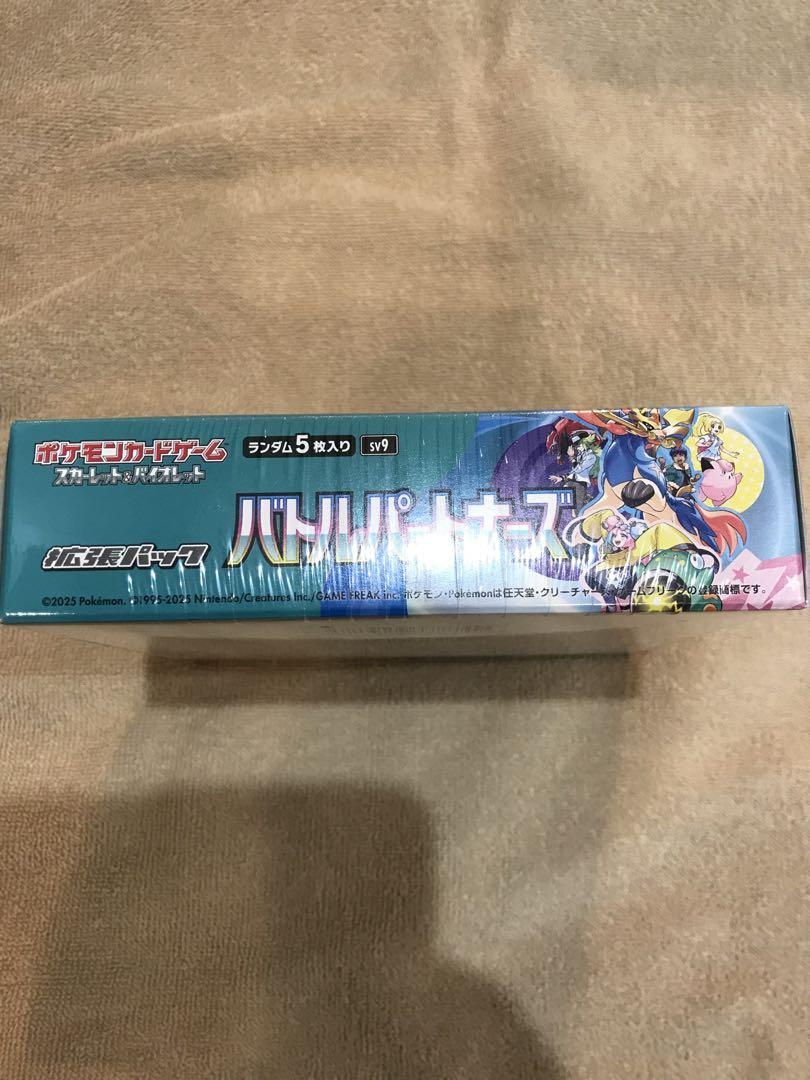 ポケモンカードゲーム™
スカーレット&バイオレット
ランダム5枚入り
SV9
拡張パック
バトルパートナーズ
©2025 Pokémon. ©1995-2025 Nintendo/Creatures Inc./GAME FREAK inc. ポケモン・Pokémonは任天堂・クリーチャーズ・ゲームフリークの登録商標です。